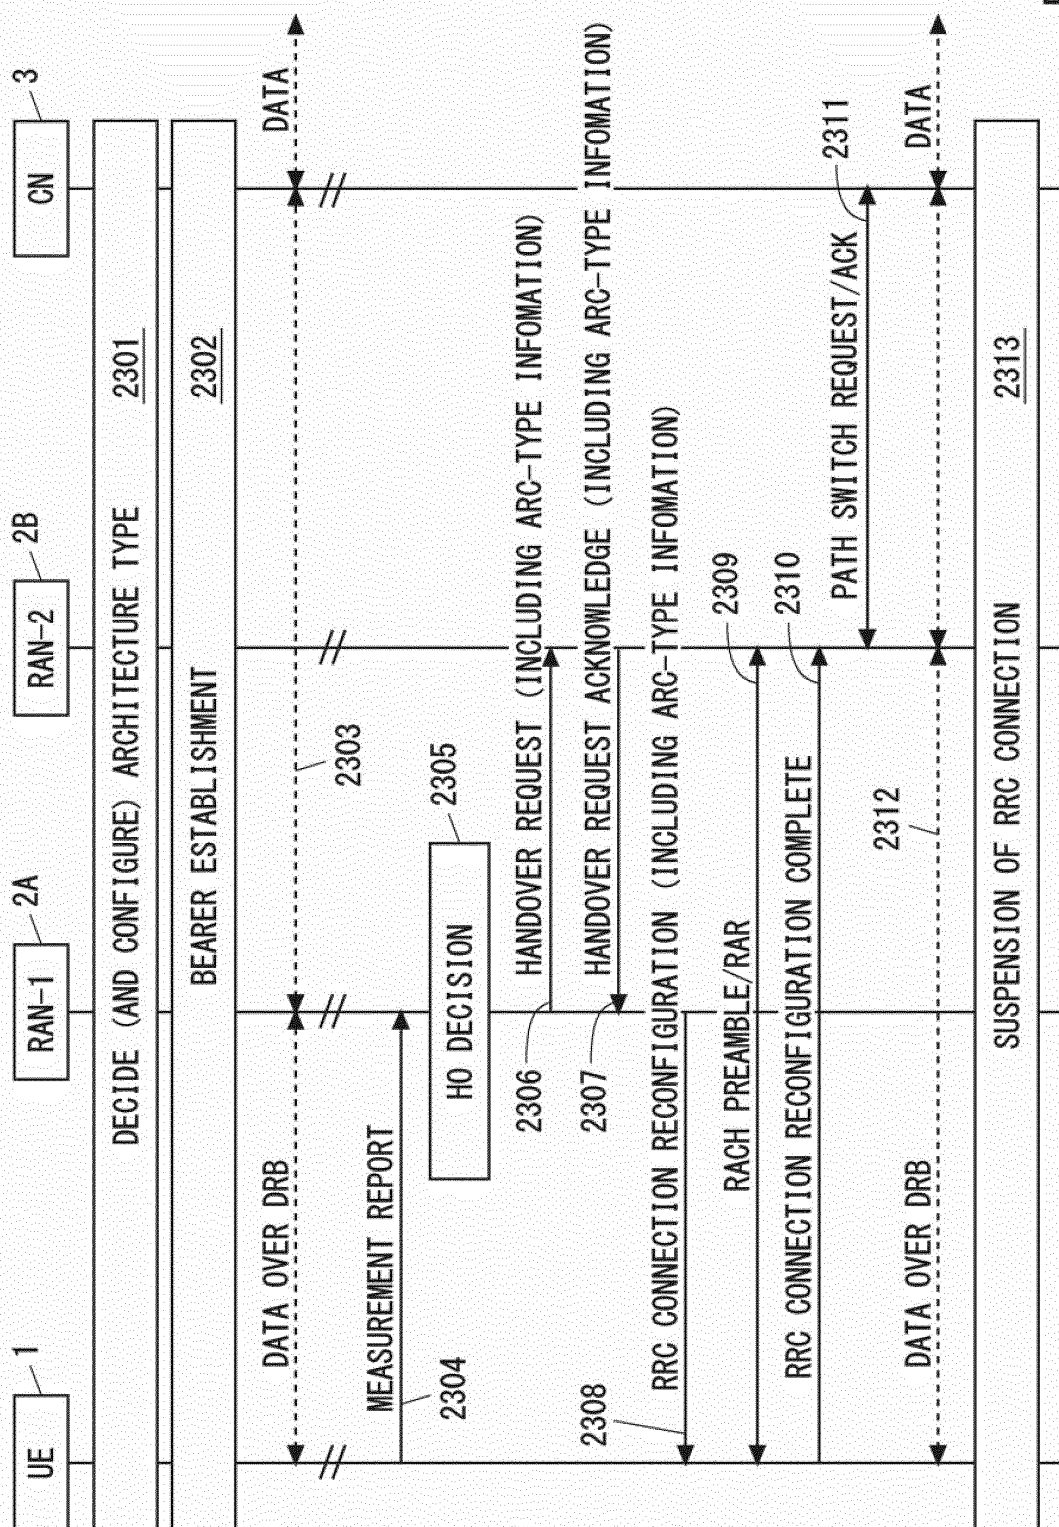 UE
1
RAN-1
2A
RAN-2
2B
CN
3
DECIDE (AND CONFIGURE) ARCHITECTURE TYPE
2301
BEARER ESTABLISHMENT
2302
DATA OVER DRB
DATA
2303
MEASUREMENT REPORT
2304
HO DECISION
2305
HANDOVER REQUEST (INCLUDING ARC-TYPE INFOMATION)
2306
HANDOVER REQUEST ACKNOWLEDGE (INCLUDING ARC-TYPE INFOMATION)
2307
RRC CONNECTION RECONFIGURATION (INCLUDING ARC-TYPE INFOMATION)
2308
RACH PREAMBLE/RAR
2309
RRC CONNECTION RECONFIGURATION COMPLETE
2310
PATH SWITCH REQUEST/ACK
2311
DATA OVER DRB
2312
DATA
SUSPENSION OF RRC CONNECTION
2313